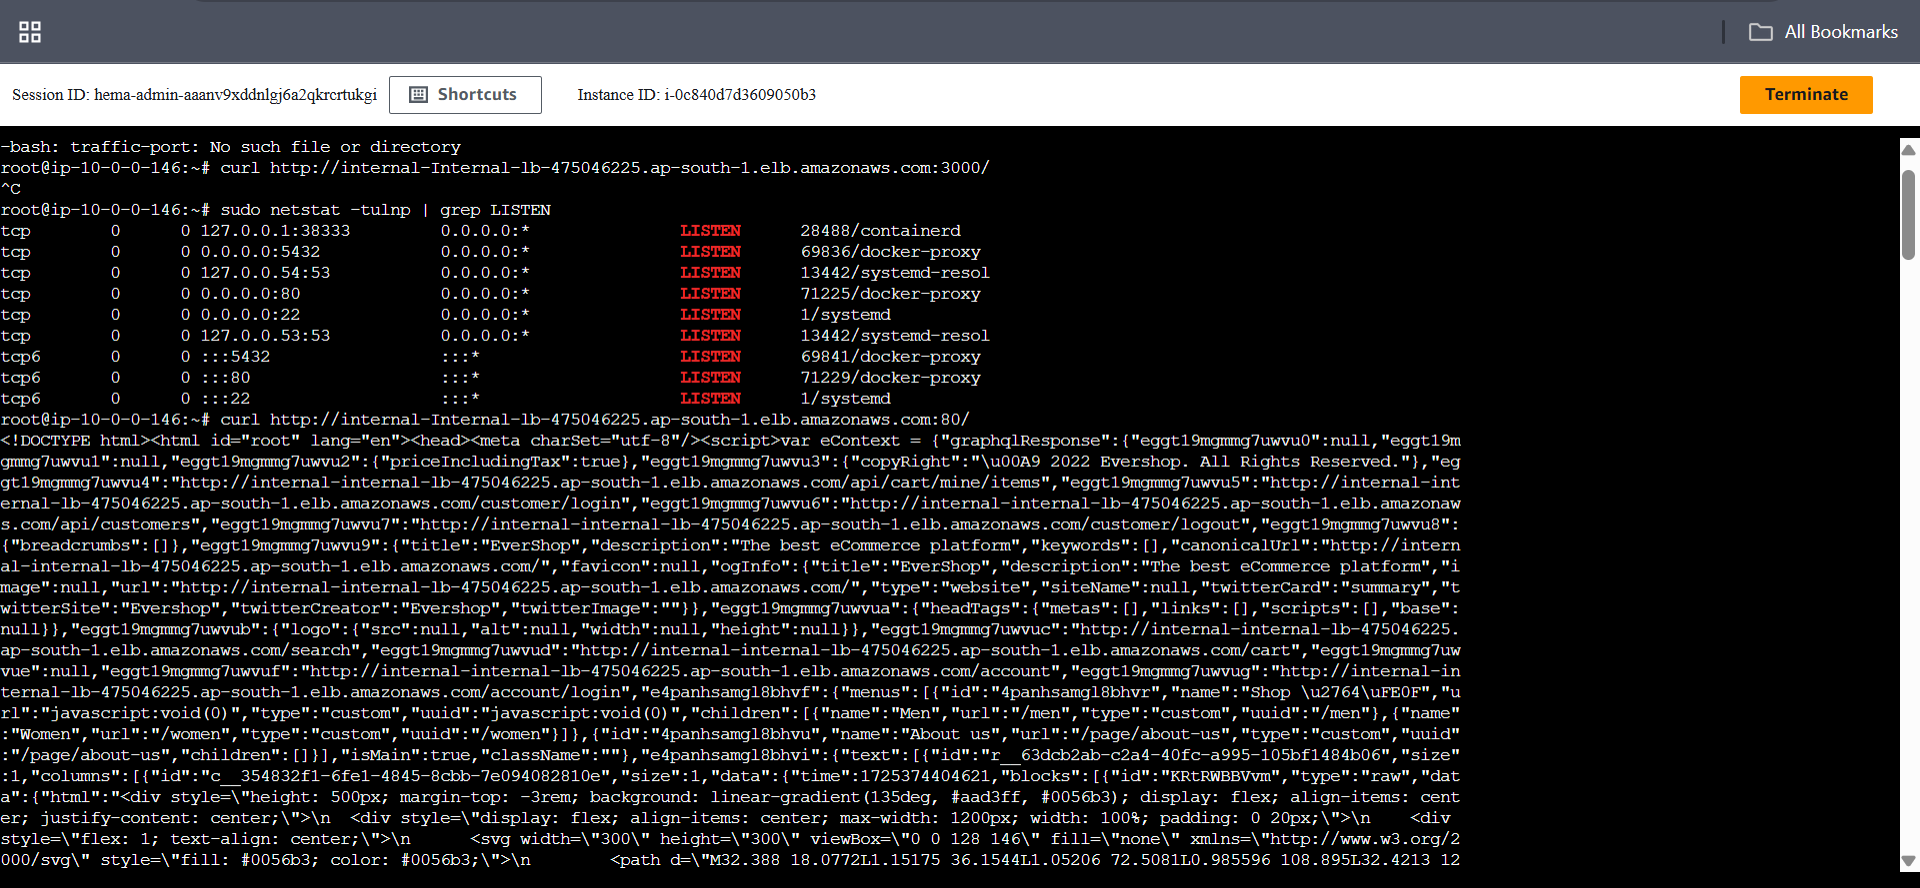 All Bookmarks
Session ID: hema-admin-aaanv9xddnlgj6a2qkrcrtukgi Shortcuts Instance ID: i-0c840d7d3609050b3 Terminate
-bash: traffic-port: No such file or directory
root@ip-10-0-0-146:~# curl http://internal-Internal-lb-475046225.ap-south-1.elb.amazonaws.com:3000/
^C
root@ip-10-0-0-146:~# sudo netstat -tulnp | grep LISTEN
tcp 0 0 127.0.0.1:38333 0.0.0.0:* LISTEN 28488/containerd
tcp 0 0 0.0.0.0:5432 0.0.0.0:* LISTEN 69836/docker-proxy
tcp 0 0 127.0.0.54:53 0.0.0.0:* LISTEN 13442/systemd-resol
tcp 0 0 0.0.0.0:80 0.0.0.0:* LISTEN 71225/docker-proxy
tcp 0 0 0.0.0.0:22 0.0.0.0:* LISTEN 1/systemd
tcp 0 0 127.0.0.53:53 0.0.0.0:* LISTEN 13442/systemd-resol
tcp6 0 0 :::5432 :::* LISTEN 69841/docker-proxy
tcp6 0 0 :::80 :::* LISTEN 71229/docker-proxy
tcp6 0 0 :::22 :::* LISTEN 1/systemd
root@ip-10-0-0-146:~# curl http://internal-Internal-lb-475046225.ap-south-1.elb.amazonaws.com:80/
<!DOCTYPE html><html id="root" lang="en"><head><meta charSet="utf-8"/><script>var eContext = {"graphqlResponse":{"eggt19mgmmg7uwvu0":null,"eggt19m
gmmg7uwvu1":null,"eggt19mgmmg7uwvu2":{"priceIncludingTax":true},"eggt19mgmmg7uwvu3":{"copyRight":"\u00A9 2022 Evershop. All Rights Reserved."},"eg
gt19mgmmg7uwvu4":"http://internal-internal-lb-475046225.ap-south-1.elb.amazonaws.com/api/cart/mine/items","eggt19mgmmg7uwvu5":"http://internal-int
ernal-lb-475046225.ap-south-1.elb.amazonaws.com/customer/login","eggt19mgmmg7uwvu6":"http://internal-internal-lb-475046225.ap-south-1.elb.amazonaw
s.com/api/customers","eggt19mgmmg7uwvu7":"http://internal-internal-lb-475046225.ap-south-1.elb.amazonaws.com/customer/logout","eggt19mgmmg7uwvu8":
{"breadcrumbs":[]},"eggt19mgmmg7uwvu9":{"title":"EverShop","description":"The best eCommerce platform","keywords":[],"canonicalUrl":"http://intern
al-internal-lb-475046225.ap-south-1.elb.amazonaws.com/","favicon":null,"ogInfo":{"title":"EverShop","description":"The best eCommerce platform","i
mage":null,"url":"http://internal-internal-lb-475046225.ap-south-1.elb.amazonaws.com/","type":"website","siteName":null,"twitterCard":"summary","t
witterSite":"Evershop","twitterCreator":"Evershop","twitterImage":""}},"eggt19mgmmg7uwvua":{"headTags":{"metas":[],"links":[],"scripts":[],"base":
null}},"eggt19mgmmg7uwvub":{"logo":{"src":null,"alt":null,"width":null,"height":null}},"eggt19mgmmg7uwvuc":"http://internal-internal-lb-475046225.
ap-south-1.elb.amazonaws.com/search","eggt19mgmmg7uwvud":"http://internal-internal-lb-475046225.ap-south-1.elb.amazonaws.com/cart","eggt19mgmmg7uw
vue":null,"eggt19mgmmg7uwvuf":"http://internal-internal-lb-475046225.ap-south-1.elb.amazonaws.com/account","eggt19mgmmg7uwvug":"http://internal-in
ternal-lb-475046225.ap-south-1.elb.amazonaws.com/account/login","e4panhsamgl8bhvf":{"menus":[{"id":"4panhsamgl8bhvr","name":"Shop \u2764\uFE0F","u
rl":"javascript:void(0)","type":"custom","uuid":"javascript:void(0)","children":[{"name":"Men","url":"/men","type":"custom","uuid":"/men"},{"name"
:"Women","url":"/women","type":"custom","uuid":"/women"}]},{"id":"4panhsamgl8bhvu","name":"About us","url":"/page/about-us","type":"custom","uuid"
:"/page/about-us","children":[]}],"isMain":true,"className":""},"e4panhsamgl8bhvi":{"text":[{"id":"r__63dcb2ab-c2a4-40fc-a995-105bf1484b06","size"
:1,"columns":[{"id":"c__354832f1-6fe1-4845-8cbb-7e094082810e","size":1,"data":{"time":1725374404621,"blocks":[{"id":"KRtRWBBVvm","type":"raw","dat
a":{"html":"<div style=\"height: 500px; margin-top: -3rem; background: linear-gradient(135deg, #aad3ff, #0056b3); display: flex; align-items: cent
er; justify-content: center;\">\n  <div style=\"display: flex; align-items: center; max-width: 1200px; width: 100%; padding: 0 20px;\">\n    <div
style=\"flex: 1; text-align: center;\">\n      <svg width=\"300\" height=\"300\" viewBox=\"0 0 128 146\" fill=\"none\" xmlns=\"http://www.w3.org/2
000/svg\" style=\"fill: #0056b3; color: #0056b3;\">\n        <path d=\"M32.388 18.0772L1.15175 36.1544L1.05206 72.5081L0.985596 108.895L32.4213 12